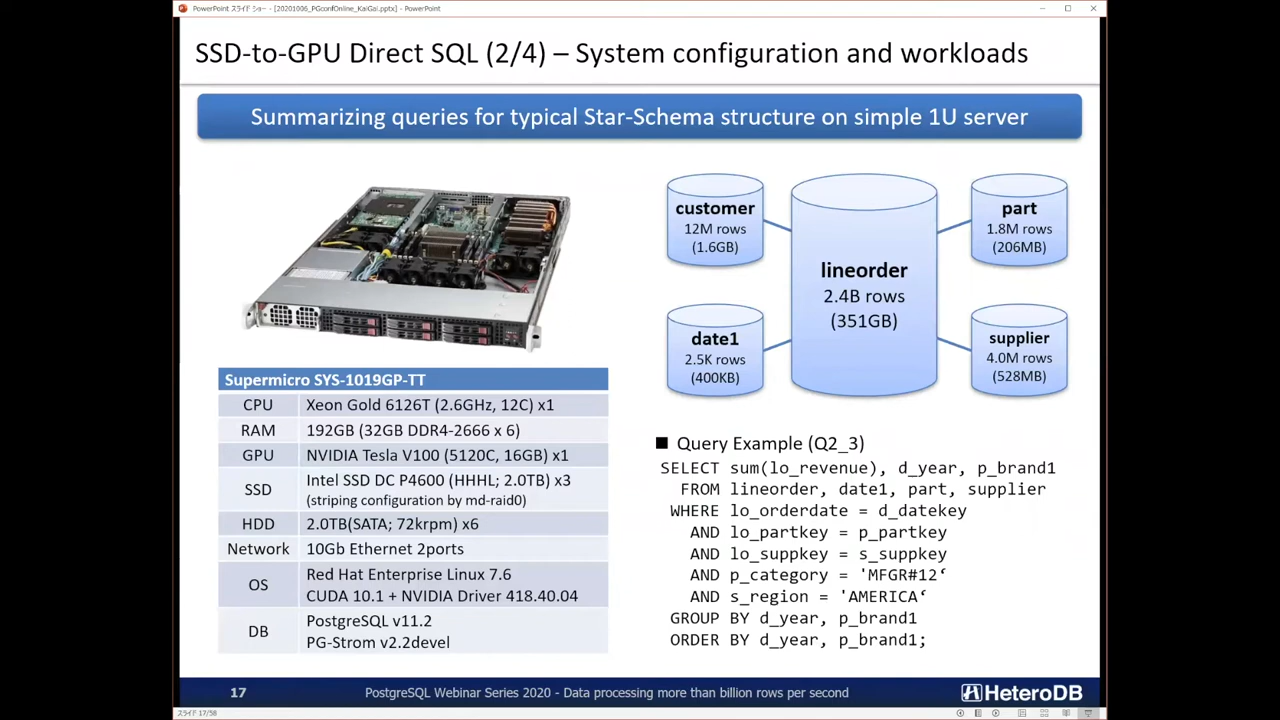 PowerPoint スライド ショー - [20201006_PGconfOnline_KaiGai.pptx] - PowerPoint
SSD-to-GPU Direct SQL (2/4) – System configuration and workloads
Summarizing queries for typical Star-Schema structure on simple 1U server
customer
12M rows
(1.6GB)
part
1.8M rows
(206MB)
lineorder
2.4B rows
(351GB)
date1
2.5K rows
(400KB)
supplier
4.0M rows
(528MB)
Supermicro SYS-1019GP-TT
CPU Xeon Gold 6126T (2.6GHz, 12C) x1
RAM 192GB (32GB DDR4-2666 x 6)
GPU NVIDIA Tesla V100 (5120C, 16GB) x1
SSD Intel SSD DC P4600 (HHHL; 2.0TB) x3
(striping configuration by md-raid0)
HDD 2.0TB(SATA; 72krpm) x6
Network 10Gb Ethernet 2ports
OS Red Hat Enterprise Linux 7.6
CUDA 10.1 + NVIDIA Driver 418.40.04
DB PostgreSQL v11.2
PG-Strom v2.2devel
■ Query Example (Q2_3)
SELECT sum(lo_revenue), d_year, p_brand1
FROM lineorder, date1, part, supplier
WHERE lo_orderdate = d_datekey
AND lo_partkey = p_partkey
AND lo_suppkey = s_suppkey
AND p_category = 'MFGR#12‘
AND s_region = 'AMERICA‘
GROUP BY d_year, p_brand1
ORDER BY d_year, p_brand1;
17
PostgreSQL Webinar Series 2020 - Data processing more than billion rows per second
HeteroDB
スライド 17/58